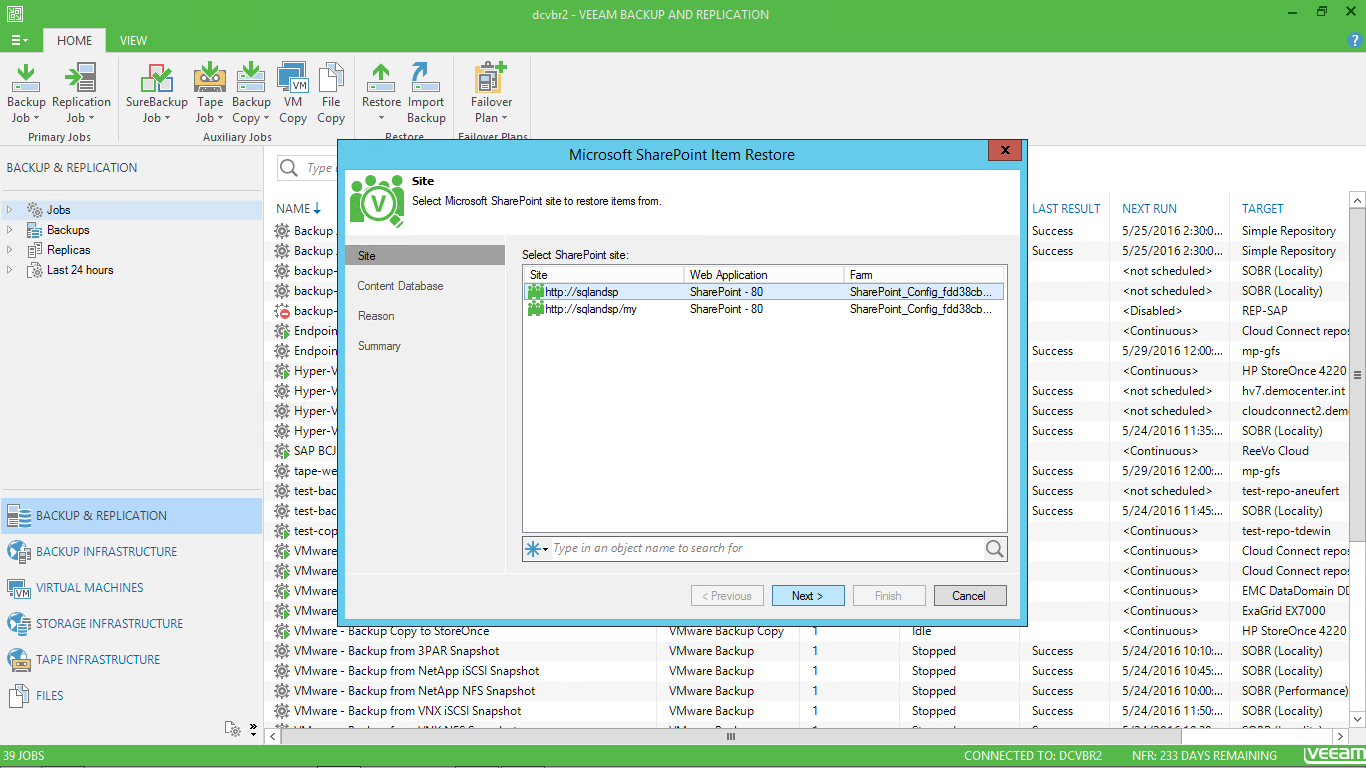 dcvbr2 - VEEAM BACKUP AND REPLICATION
HOME VIEW
Backup Job
Replication Job
SureBackup Job
Tape Job
Backup Copy
VM Copy
File Copy
Restore
Import Backup
Failover Plan
Primary Jobs
Auxiliary Jobs
Restore
Failover Plans
BACKUP & REPLICATION
Jobs
Backups
Replicas
Last 24 hours
BACKUP & REPLICATION
BACKUP INFRASTRUCTURE
VIRTUAL MACHINES
STORAGE INFRASTRUCTURE
TAPE INFRASTRUCTURE
FILES
Microsoft SharePoint Item Restore
Site
Select Microsoft SharePoint site to restore items from.
Site
Content Database
Reason
Summary
Select SharePoint site:
Site Web Application Farm
http://sqlandsp SharePoint - 80 SharePoint_Config_fdd38cb...
http://sqlandsp/my SharePoint - 80 SharePoint_Config_fdd38cb...
Type in an object name to search for
< Previous Next > Finish Cancel
NAME LAST RESULT NEXT RUN TARGET
Backup Success 5/25/2016 2:30:0... Simple Repository
Backup Success 5/25/2016 2:30:0... Simple Repository
backup- <not scheduled> SOBR (Locality)
backup- Success 5/24/2016 10:30:... SOBR (Locality)
backup- <Disabled> REP-SAP
Endpoin <Continuous> Cloud Connect repos
Endpoin Success 5/29/2016 12:00:... mp-gfs
Hyper-V <Continuous> HP StoreOnce 4220
Hyper-V Success <not scheduled> hv7.democenter.int
Hyper-V Success <not scheduled> cloudconnect2.dem
Hyper-V Success 5/24/2016 11:35:... SOBR (Locality)
SAP BCJ <Continuous> ReeVo Cloud
tape-we Success 5/29/2016 12:00:... mp-gfs
test-bac Success <not scheduled> test-repo-aneufert
test-bac Success 5/24/2016 11:45:... SOBR (Locality)
test-cop <Continuous> test-repo-tdewin
VMware <Continuous> Cloud Connect repos
VMware <Continuous> Cloud Connect repos
VMware <Continuous> EMC DataDomain DD
VMware <Continuous> ExaGrid EX7000
VMware - Backup Copy to StoreOnce VMware Backup Copy 1 Idle <Continuous> HP StoreOnce 4220
VMware - Backup from 3PAR Snapshot VMware Backup 1 Stopped Success 5/24/2016 10:10:... SOBR (Locality)
VMware - Backup from NetApp iSCSI Snapshot VMware Backup 1 Stopped Success 5/24/2016 10:45:... SOBR (Locality)
VMware - Backup from NetApp NFS Snapshot VMware Backup 1 Stopped Success 5/24/2016 10:00:... SOBR (Performance)
VMware - Backup from VNX iSCSI Snapshot VMware Backup 1 Stopped Success 5/24/2016 11:50:... SOBR (Locality)
39 JOBS CONNECTED TO: DCVBR2 NFR: 233 DAYS REMAINING veeam